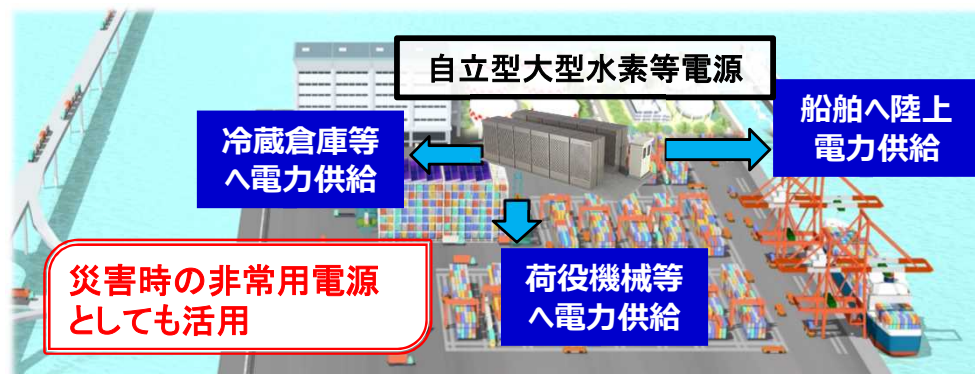 自立型大型水素等電源
冷蔵倉庫等
へ電力供給
船舶へ陸上
電力供給
荷役機械等
へ電力供給
災害時の非常用電源
としても活用